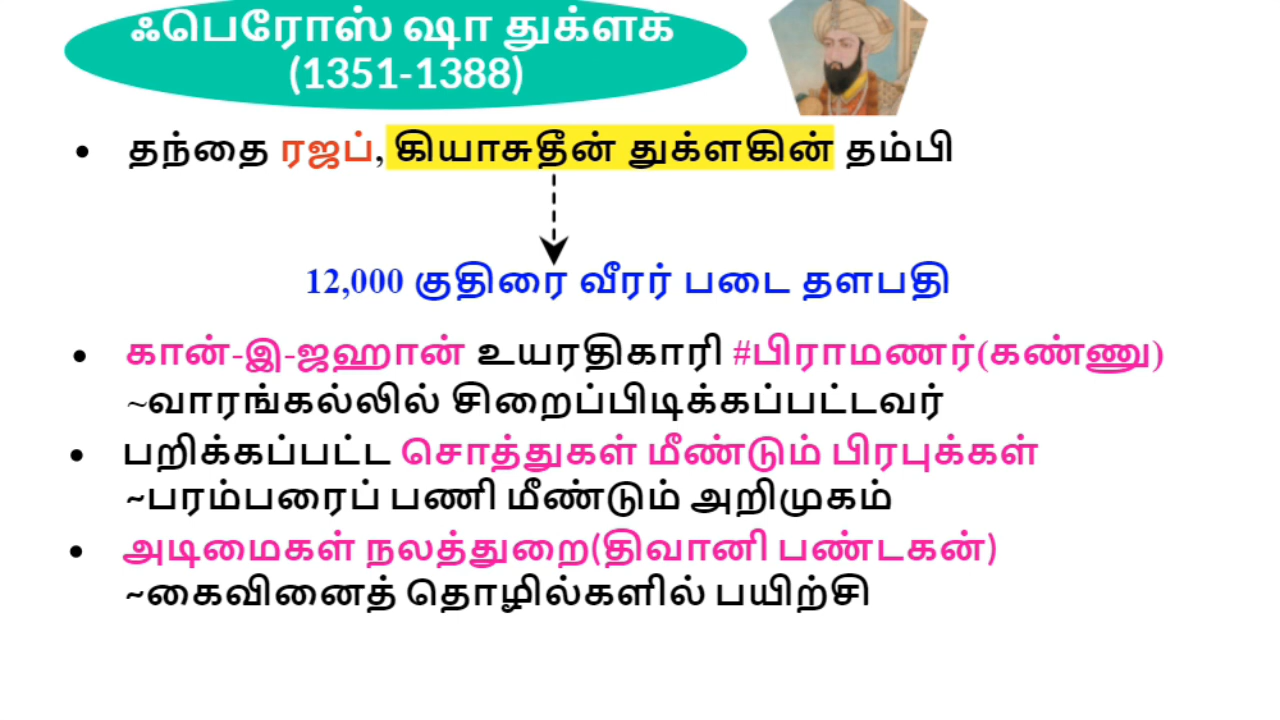 ஃபெரோஸ் ஷா துக்ளக்
(1351-1388)
• தந்தை ரஜப், கியாசுதீன் துக்ளகின் தம்பி
12,000 குதிரை வீரர் படை தளபதி
• கான்-இ-ஜஹான் உயரதிகாரி #பிராமணர்(கண்ணு)
~வாரங்கல்லில் சிறைப்பிடிக்கப்பட்டவர்
• பறிக்கப்பட்ட சொத்துகள் மீண்டும் பிரபுக்கள்
~பரம்பரைப் பணி மீண்டும் அறிமுகம்
• அடிமைகள் நலத்துறை(திவானி பண்டகன்)
~கைவினைத் தொழில்களில் பயிற்சி